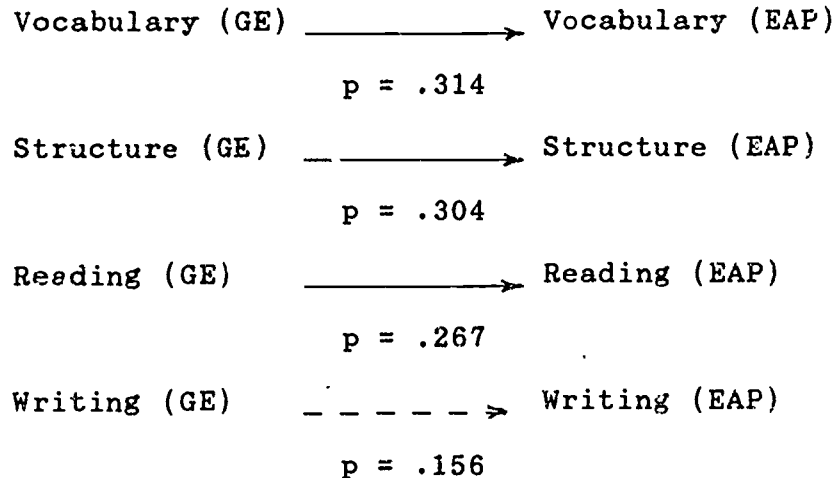 Vocabulary (GE) Vocabulary (EAP)
p = .314
Structure (GE) Structure (EAP)
p = .304
Reading (GE) Reading (EAP)
p = .267
Writing (GE) Writing (EAP)
p = .156